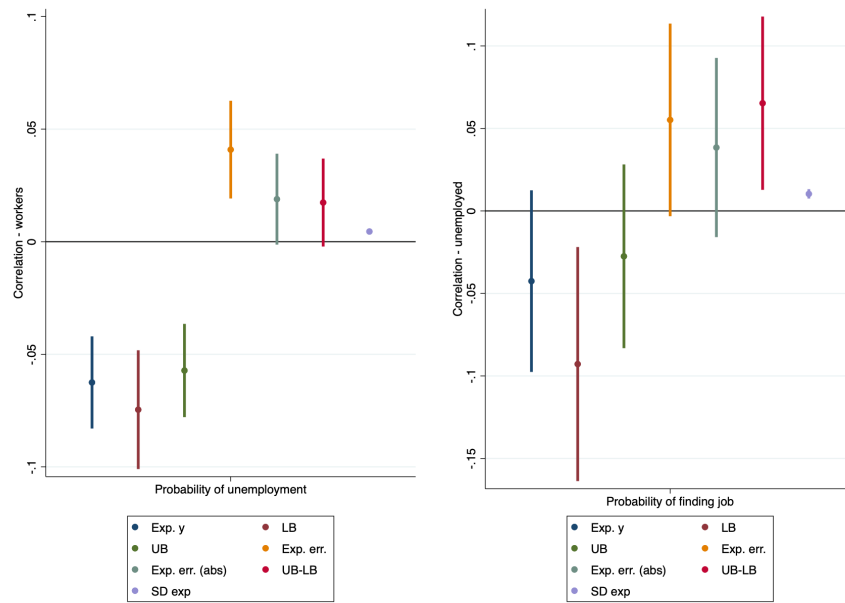 Correlation - workers
.1
.05
0
-.05
-.1
Probability of unemployment
Exp. y
LB
UB
Exp. err.
Exp. err (abs)
UB-LB
SD exp
Correlation - unemployed
.1
.05
0
-.05
-.1
-.15
Probability of finding job
Exp. y
LB
UB
Exp. err.
Exp. err (abs)
UB-LB
SD exp